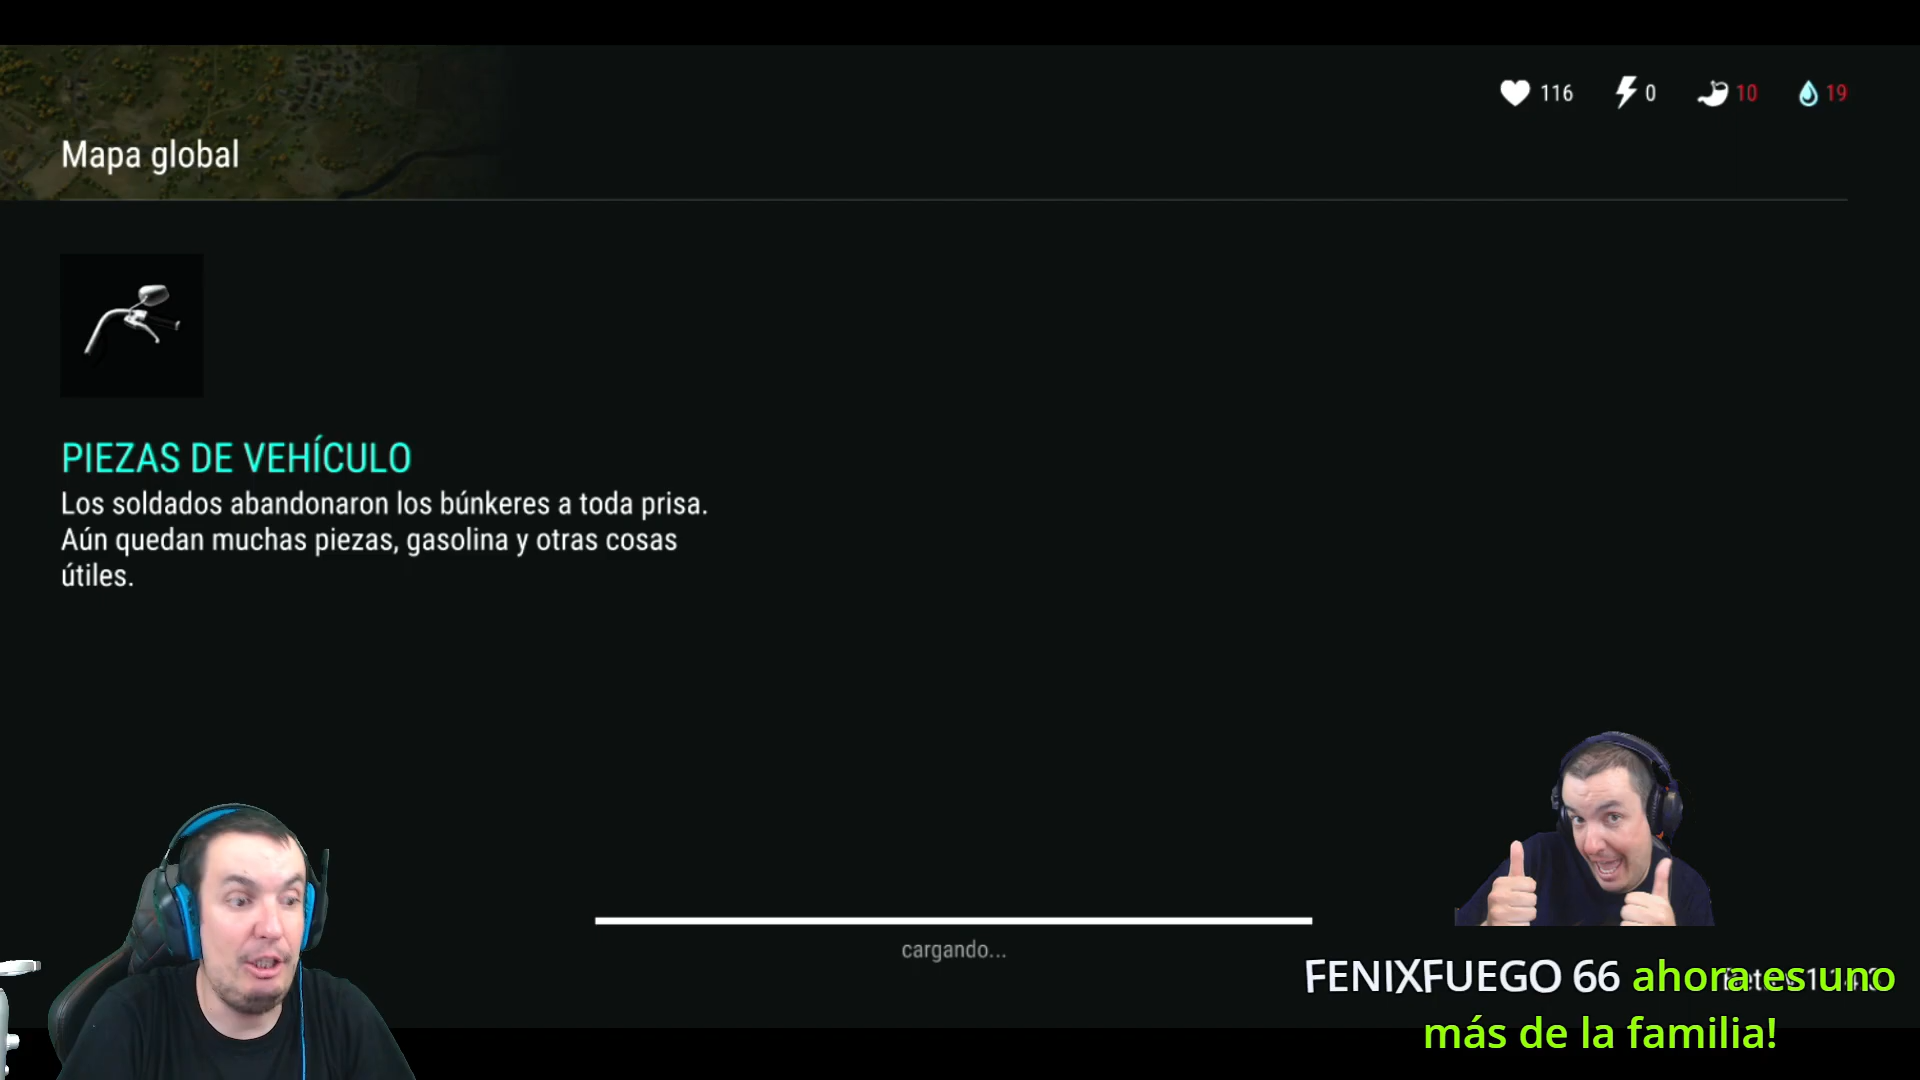 116 0 10 19
Mapa global
PIEZAS DE VEHÍCULO
Los soldados abandonaron los búnkeres a toda prisa.
Aún quedan muchas piezas, gasolina y otras cosas
útiles.
cargando...
FENIXFUEGO 66 ahora es uno
más de la familia!